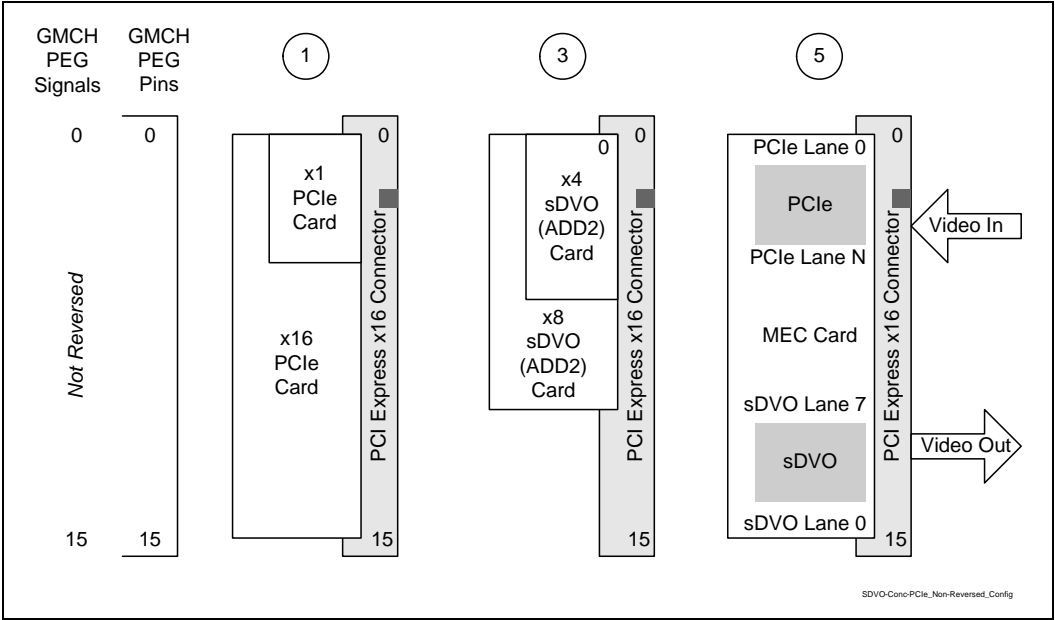 GMCH
PEG
Signals
GMCH
PEG
Pins
1
3
5
0
0
Not Reversed
15
15
x1
PCIe
Card
x16
PCIe
Card
0
PCI Express x16 Connector
15
0
x4
sDVO
(ADD2)
Card
x8
sDVO
(ADD2)
Card
0
PCI Express x16 Connector
15
PCIe Lane 0
PCIe
PCIe Lane N
MEC Card
sDVO Lane 7
sDVO
sDVO Lane 0
0
PCI Express x16 Connector
15
Video In
Video Out
SDVO-Conc-PCIe_Non-Reversed_Config